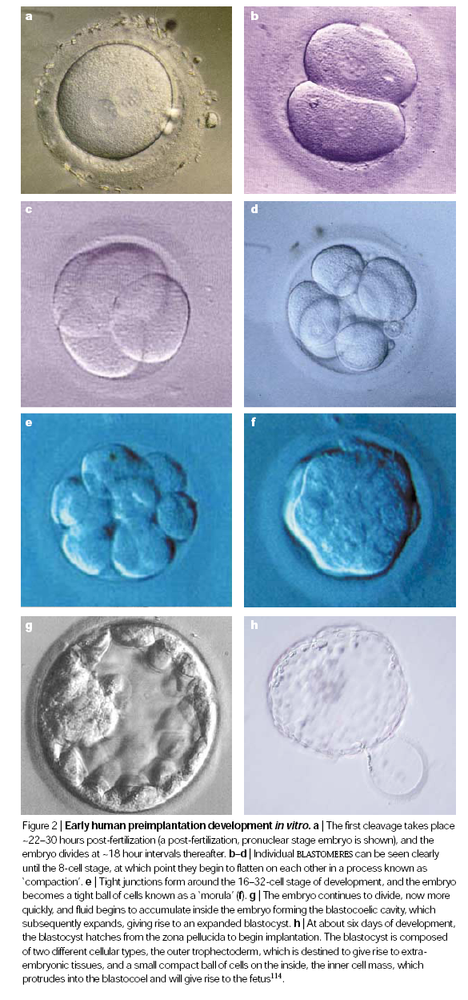 a
b
c
d
e
f
g
h
Figure 2 | Early human preimplantation development in vitro. a | The first cleavage takes place
~22–30 hours post-fertilization (a post-fertilization, pronuclear stage embryo is shown), and the
embryo divides at ~18 hour intervals thereafter. b–d | Individual BLASTOMERES can be seen clearly
until the 8-cell stage, at which point they begin to flatten on each other in a process known as
‘compaction’. e | Tight junctions form around the 16–32-cell stage of development, and the embryo
becomes a tight ball of cells known as a ‘morula’ (f). g | The embryo continues to divide, now more
quickly, and fluid begins to accumulate inside the embryo forming the blastocoelic cavity, which
subsequently expands, giving rise to an expanded blastocyst. h | At about six days of development,
the blastocyst hatches from the zona pellucida to begin implantation. The blastocyst is composed
of two different cellular types, the outer trophectoderm, which is destined to give rise to extra-
embryonic tissues, and a small compact ball of cells on the inside, the inner cell mass, which
protrudes into the blastocoel and will give rise to the fetus114.